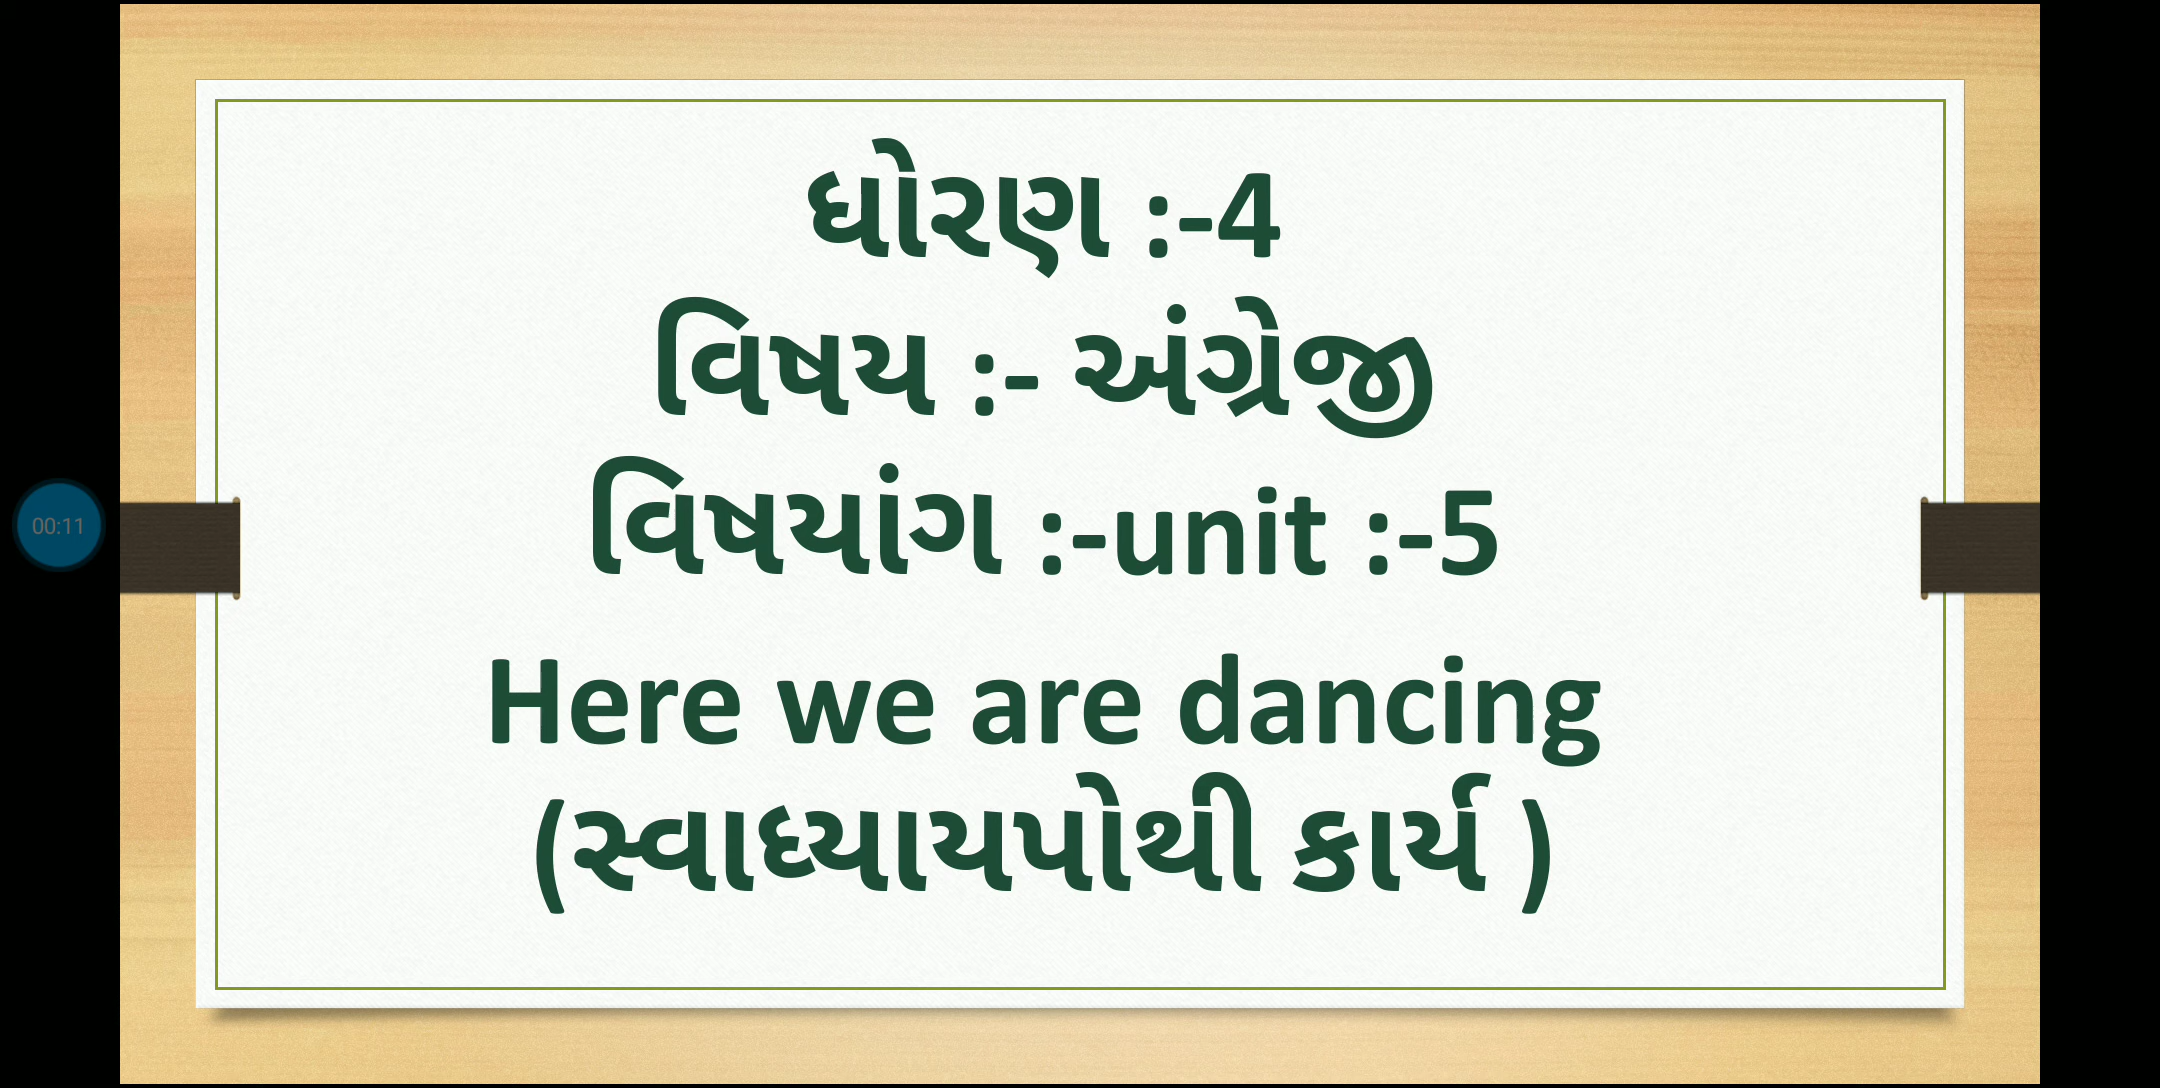 ધોરણ :-4
વિષય :- અંગ્રેજી
વિષયાંગ :-unit :-5
Here we are dancing
(સ્વાધ્યાયપોથી કાર્ય )
00:11